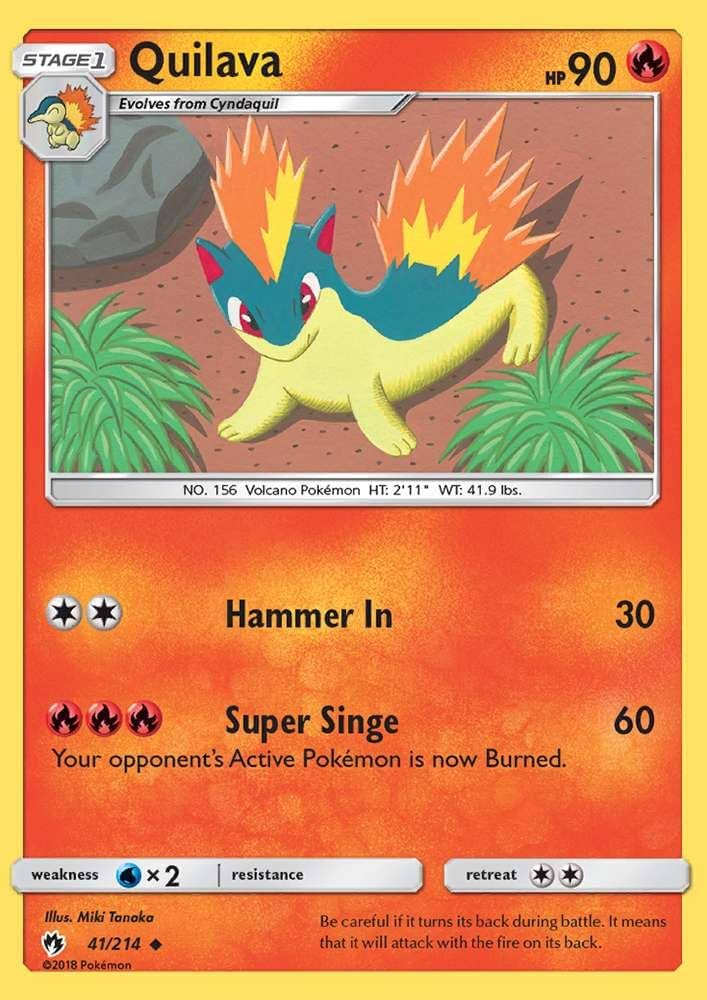 STAGE1 Quilava HP 90
Evolves from Cyndaquil
NO. 156 Volcano Pokémon HT: 2'11" WT: 41.9 lbs.
Hammer In 30
Super Singe 60
Your opponent's Active Pokémon is now Burned.
weakness ×2 resistance retreat
Illus. Miki Tanaka
41/214
©2018 Pokémon
Be careful if it turns its back during battle. It means
that it will attack with the fire on its back.